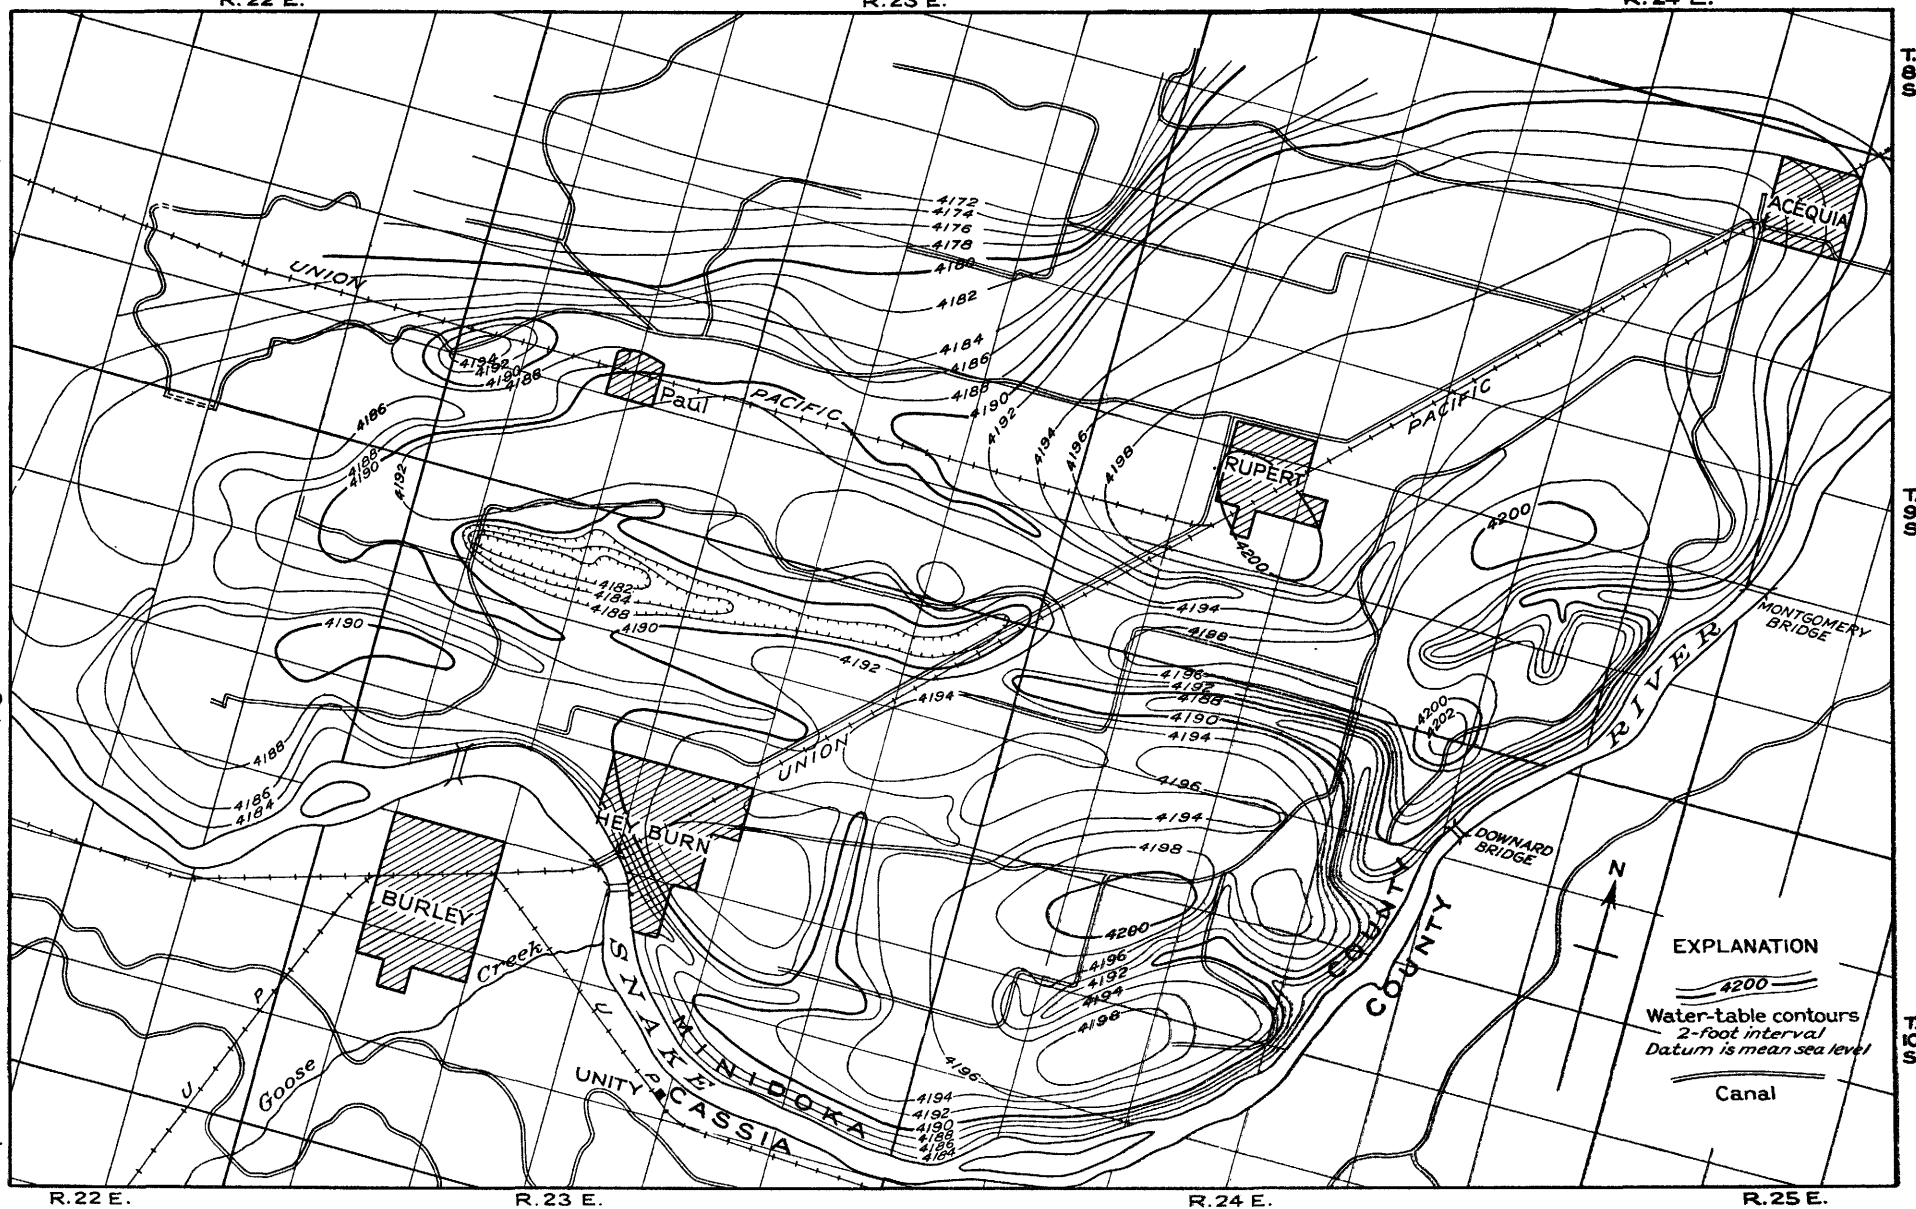 R. 22 E.
R. 23 E.
R. 24 E.
T. 8 S.
ACEQUIA
4172
4174
4176
4178
4180
4182
4184
4186
4188
4190
4192
4194
4196
4198
UNION
4194
4192
4190
4188
Paul
PACIFIC
PACIFIC
RUPERT
4186
4188
4190
4192
4200
4200
T. 9 S.
4182
4184
4188
4190
4192
4194
4190
4194
4198
4196
4192
4188
4190
4194
4200
4202
MONTGOMERY
BRIDGE
RIVER
4188
4186
4184
UNION
4196
4194
4198
HEYBURN
DOWNARD
BRIDGE
N
BURLEY
Creek
4200
4196
4192
4194
4198
COUNTY
COUNTY
EXPLANATION
4200
Water-table contours
2-foot interval
Datum is mean sea level
Canal
T. 10 S.
U. P.
Goose
U. P.
SNAKE
MINIDOKA
UNITY
CASSIA
4196
4194
4192
4190
4188
4186
4184
R. 22 E.
R. 23 E.
R. 24 E.
R. 25 E.